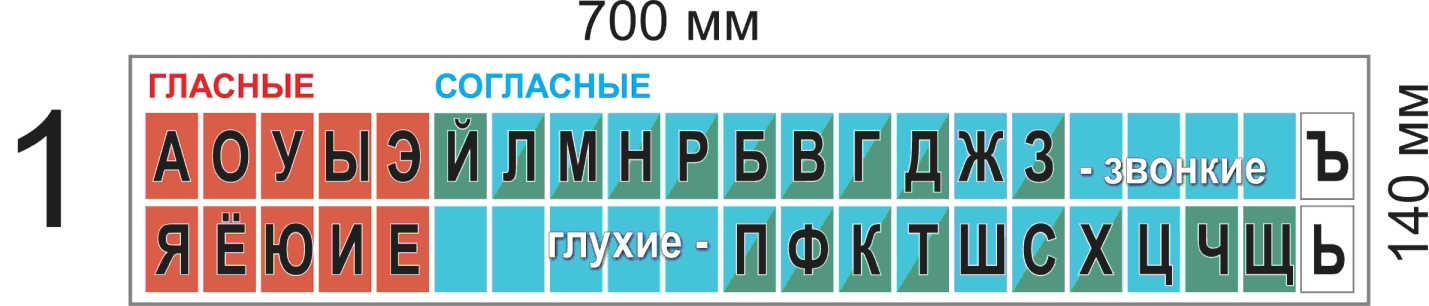 700 мм
1
ГЛАСНЫЕ СОГЛАСНЫЕ
А О У Ы Э Й Л М Н Р Б В Г Д Ж З - звонкие Ъ
Я Ё Ю И Е глухие - П Ф К Т Ш С Х Ц Ч Щ Ь
140 мм